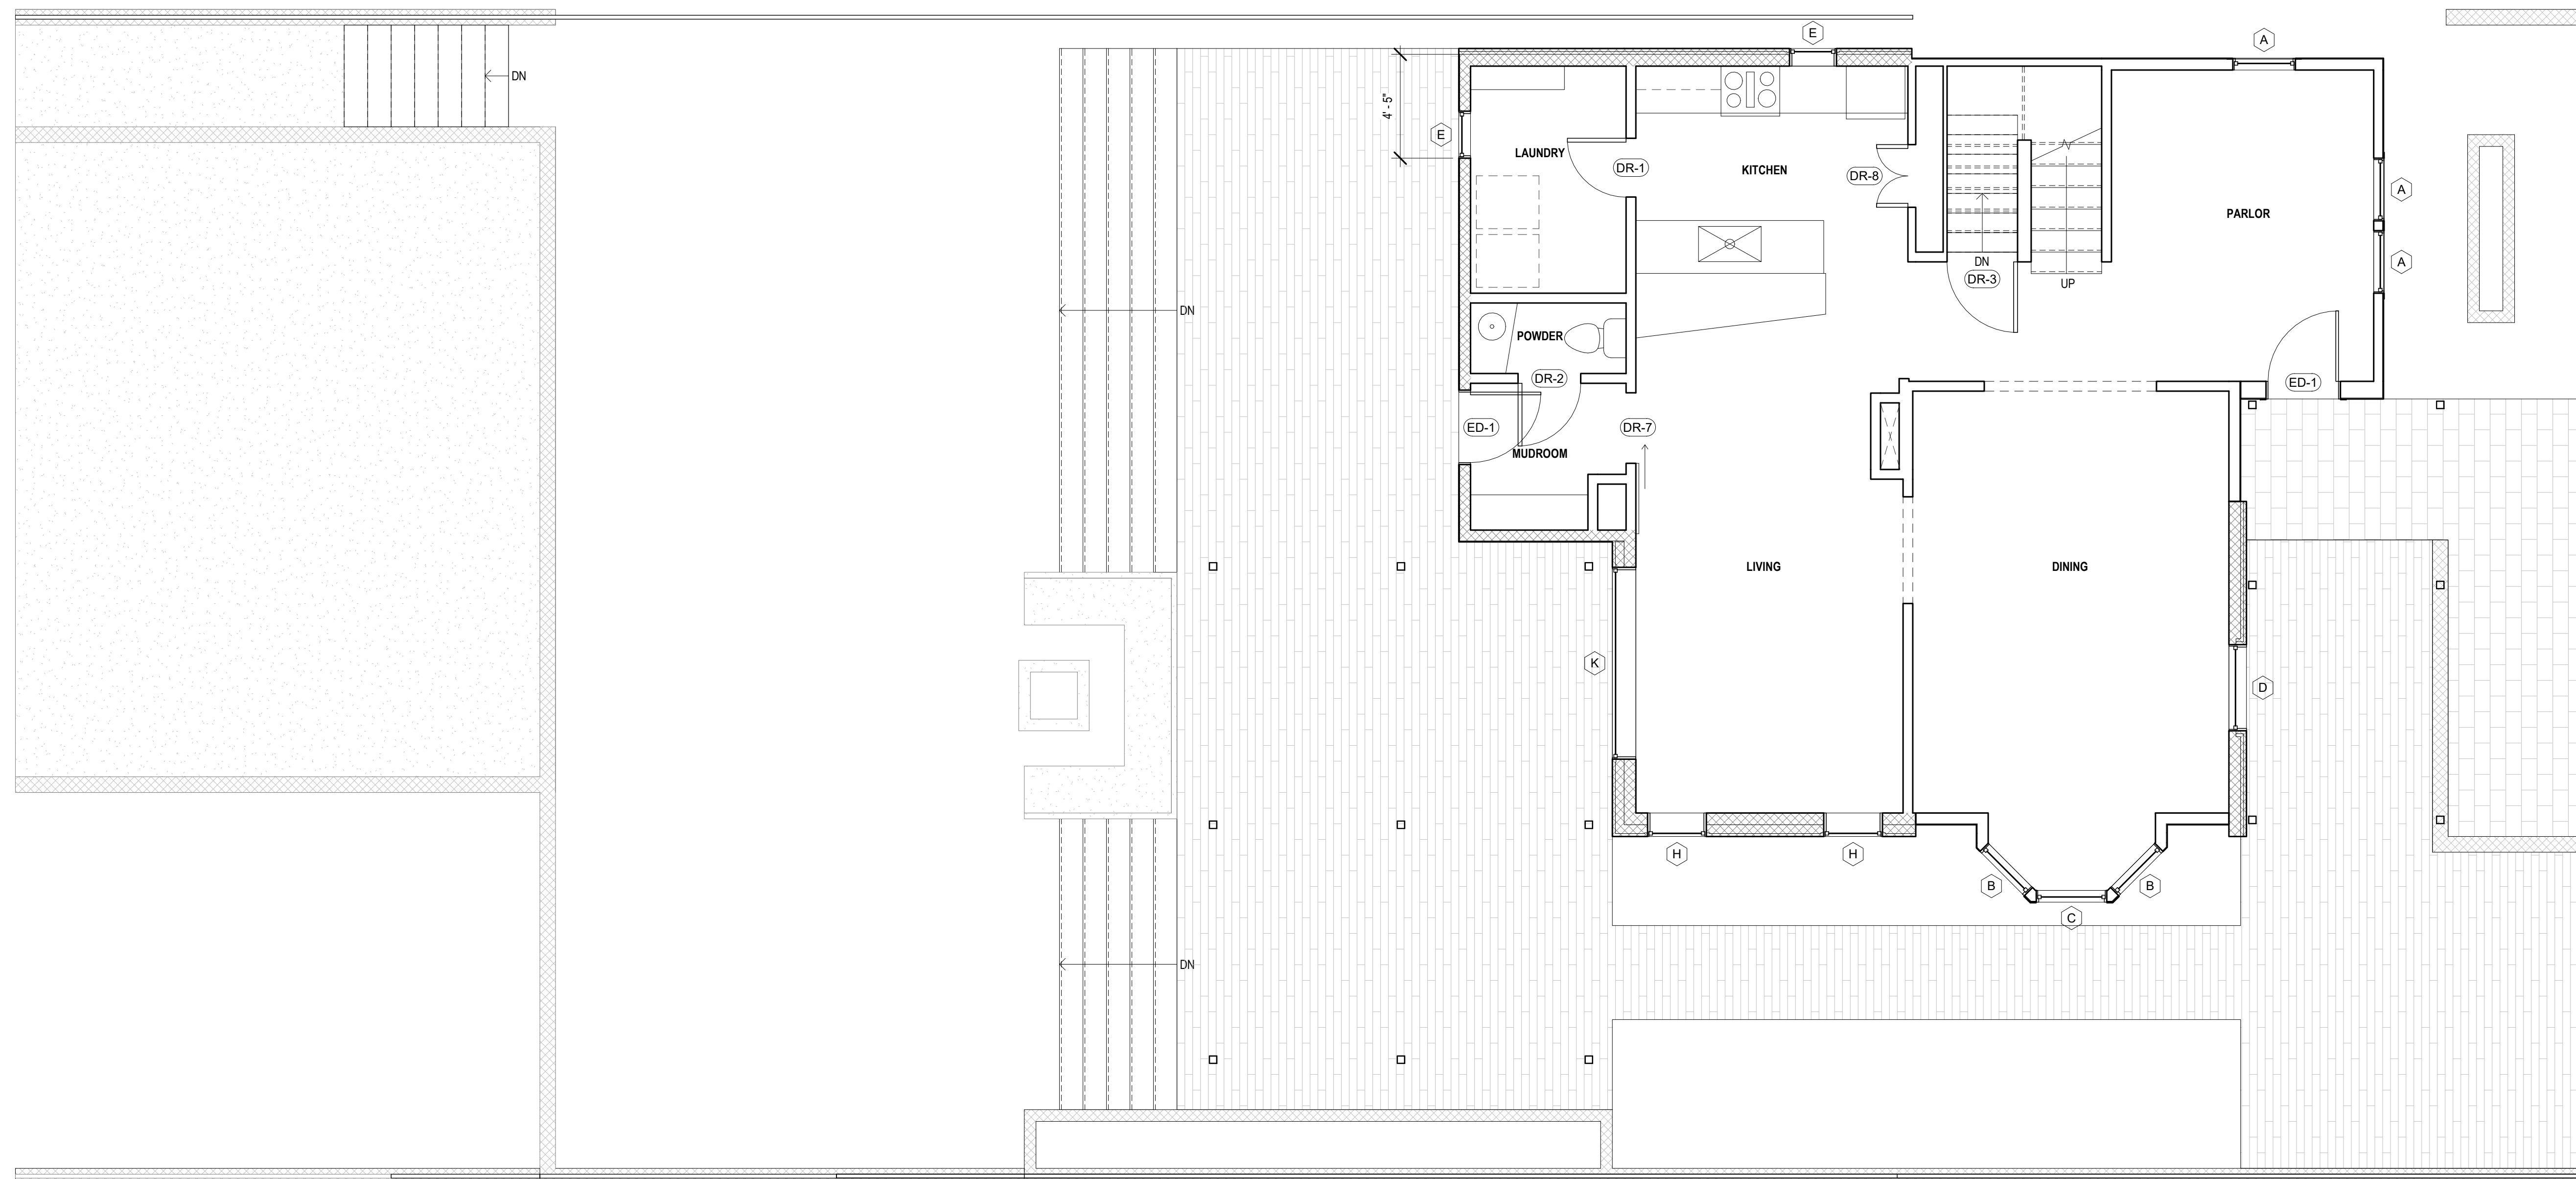 E
A
DN
4' - 5"
E
LAUNDRY
DR-1
KITCHEN
DR-8
A
PARLOR
DN
A
DR-3
UP
DN
POWDER
DR-2
ED-1
ED-1
DR-7
MUDROOM
LIVING
DINING
K
D
H
H
B
B
C
DN